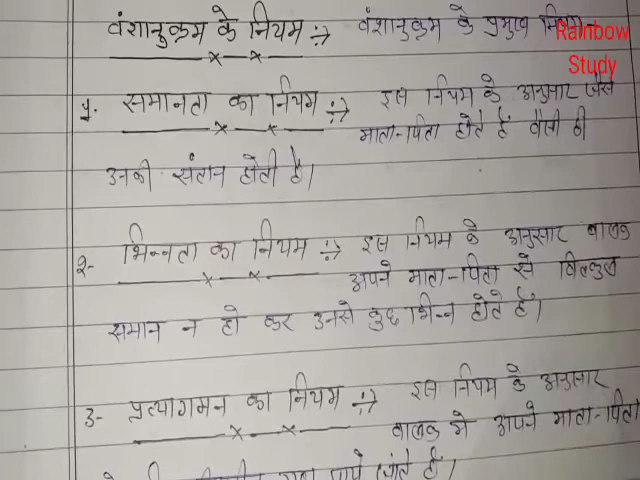 वंशानुक्रम के नियम :→ वंशानुक्रम के प्रमुख नियम-
Rainbow
Study
1. समानता का नियम :→ इस नियम के अनुसार जैसे
माता-पिता होते हैं वैसी ही
उनकी संतान होती है।
2- भिन्नता का नियम :→ इस नियम के अनुसार बालक
अपने माता-पिता से बिलकुल
समान न हो कर उनसे कुछ भिन्न होते हैं।
3- प्रत्यागमन का नियम :→ इस नियम के अनुसार
बालक में अपने माता-पिता
पाये जाते हैं।